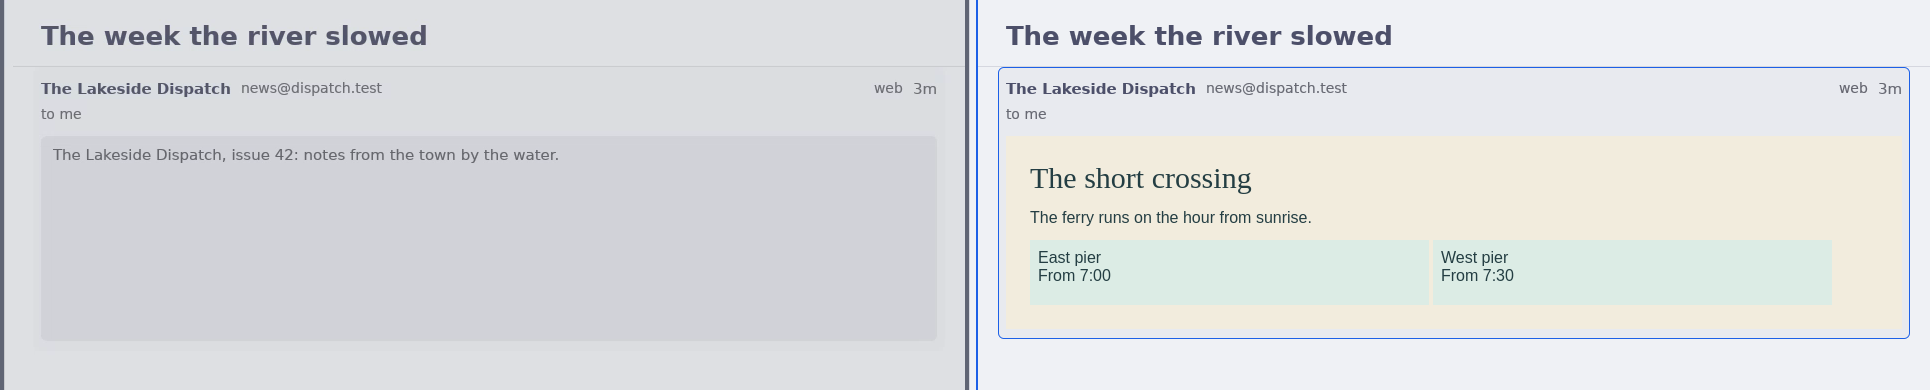 The week the river slowed
The Lakeside Dispatch news@dispatch.test web 3m
to me
The Lakeside Dispatch, issue 42: notes from the town by the water.
The week the river slowed
The Lakeside Dispatch news@dispatch.test web 3m
to me
The short crossing
The ferry runs on the hour from sunrise.
East pier
From 7:00
West pier
From 7:30